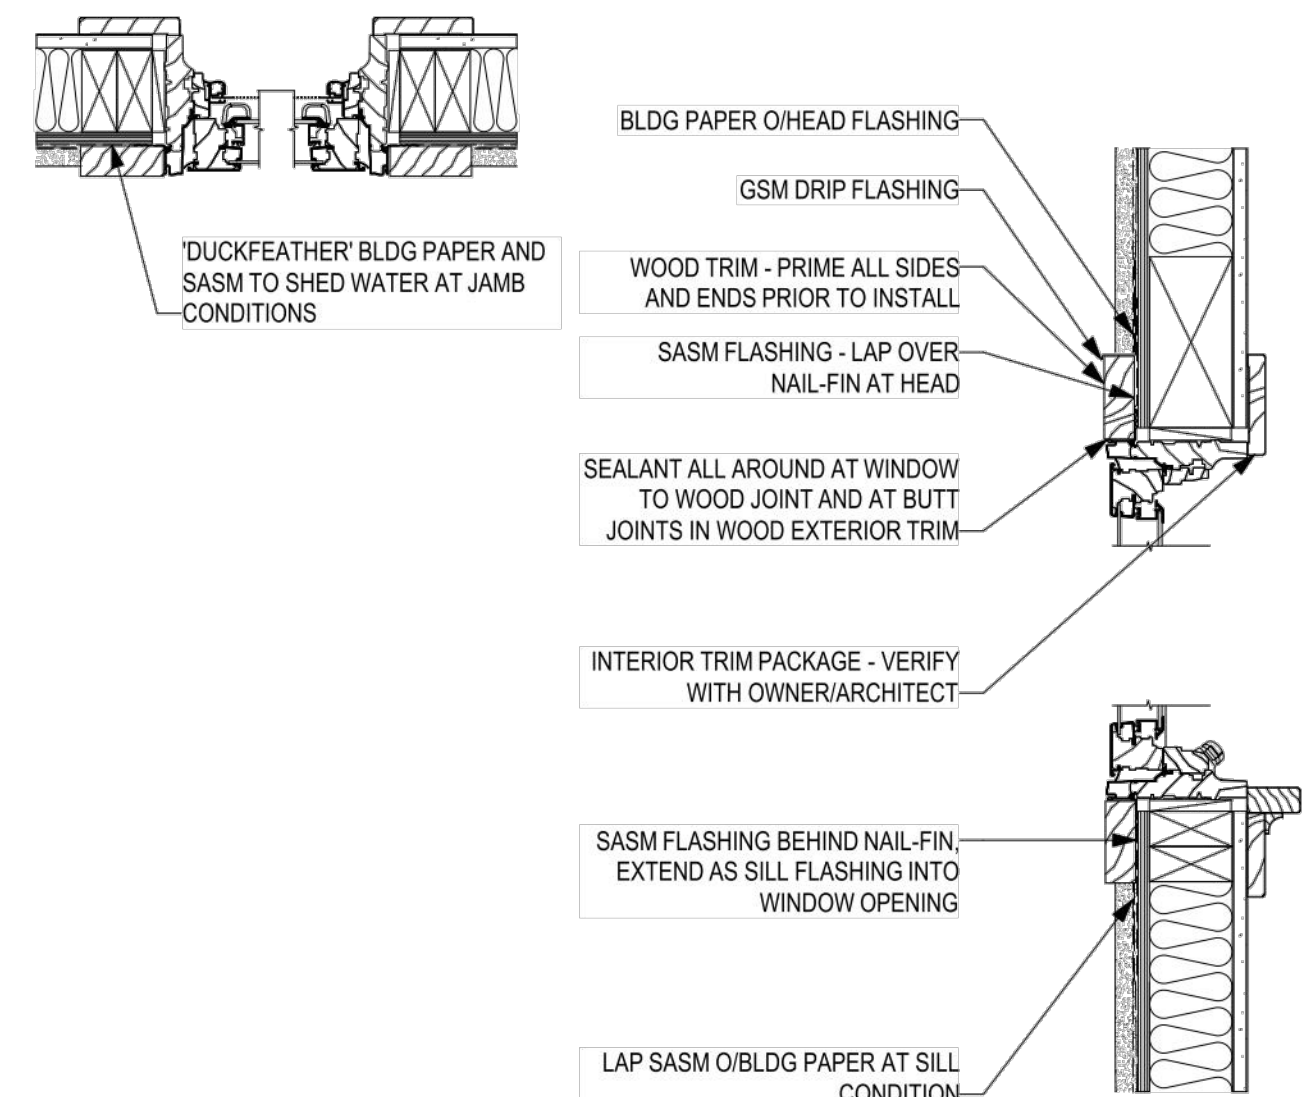 BLDG PAPER O/HEAD FLASHING
GSM DRIP FLASHING
'DUCKFEATHER' BLDG PAPER AND
SASM TO SHED WATER AT JAMB
CONDITIONS
WOOD TRIM - PRIME ALL SIDES
AND ENDS PRIOR TO INSTALL
SASM FLASHING - LAP OVER
NAIL-FIN AT HEAD
SEALANT ALL AROUND AT WINDOW
TO WOOD JOINT AND AT BUTT
JOINTS IN WOOD EXTERIOR TRIM
INTERIOR TRIM PACKAGE - VERIFY
WITH OWNER/ARCHITECT
SASM FLASHING BEHIND NAIL-FIN,
EXTEND AS SILL FLASHING INTO
WINDOW OPENING
LAP SASM O/BLDG PAPER AT SILL
CONDITION